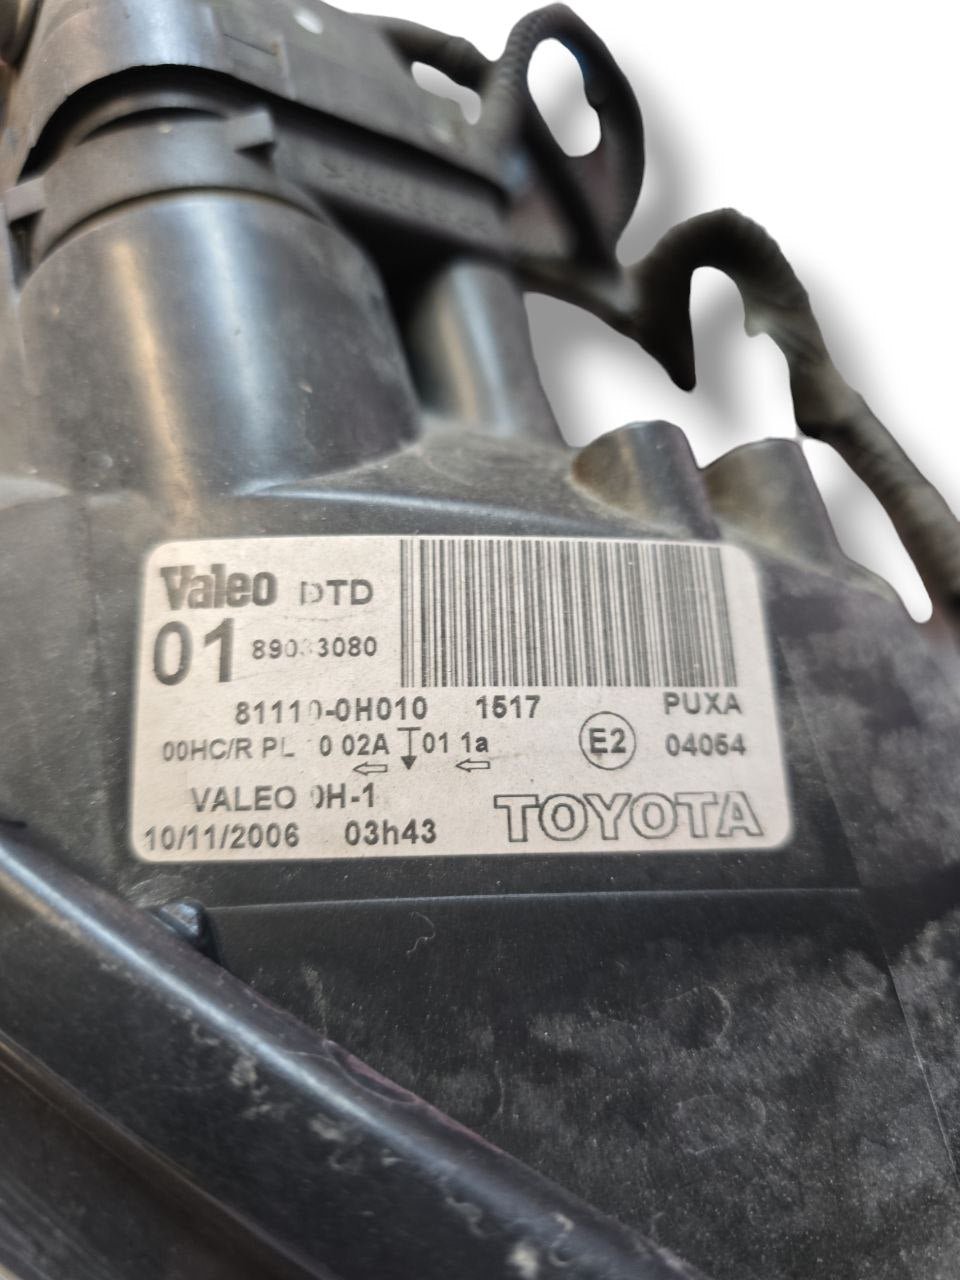 Valeo DTD
01 89033080
81110-0H010 1517 PUXA
00HC/R PL 0 02A 01 1a E2 04054
VALEO 0H-1
10/11/2006 03h43 TOYOTA